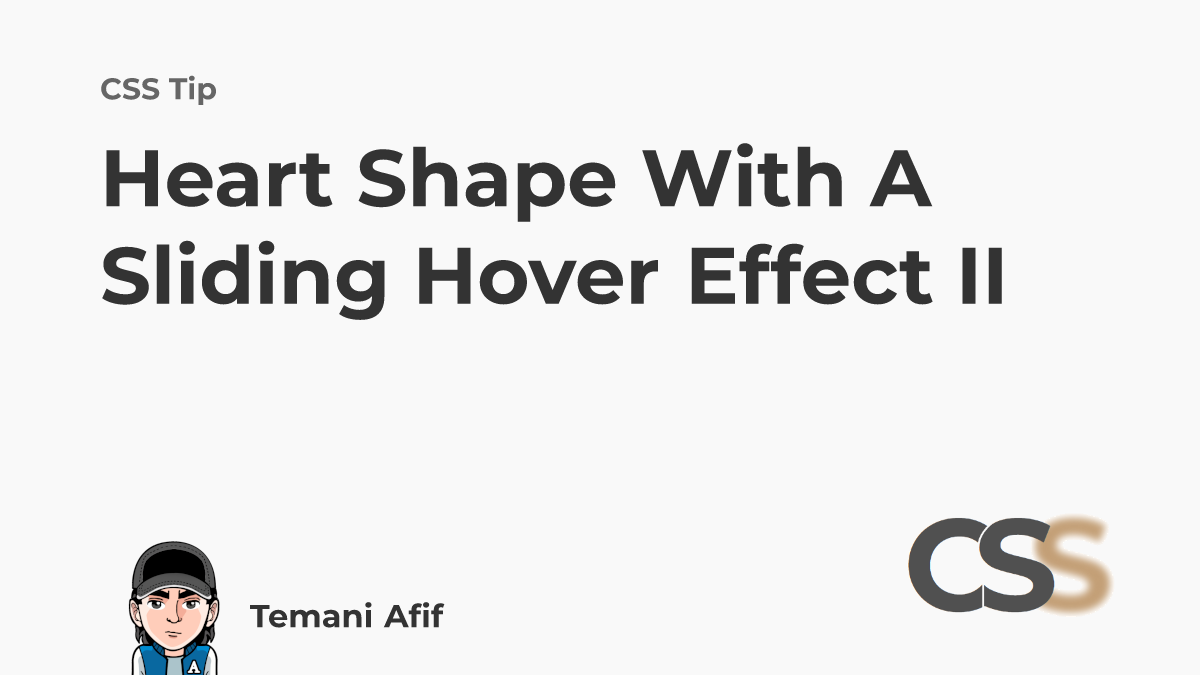 CSS Tip
Heart Shape With A
Sliding Hover Effect II
Temani Afif
A
CSS